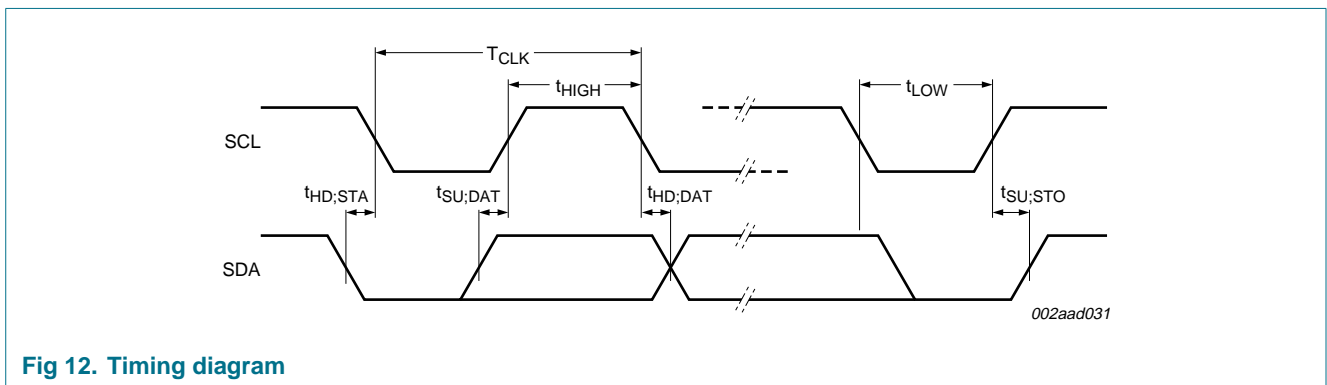 T_CLK
t_HIGH
t_LOW
SCL
t_HD;STA
t_SU;DAT
t_HD;DAT
t_SU;STO
SDA
002aad031
Fig 12. Timing diagram